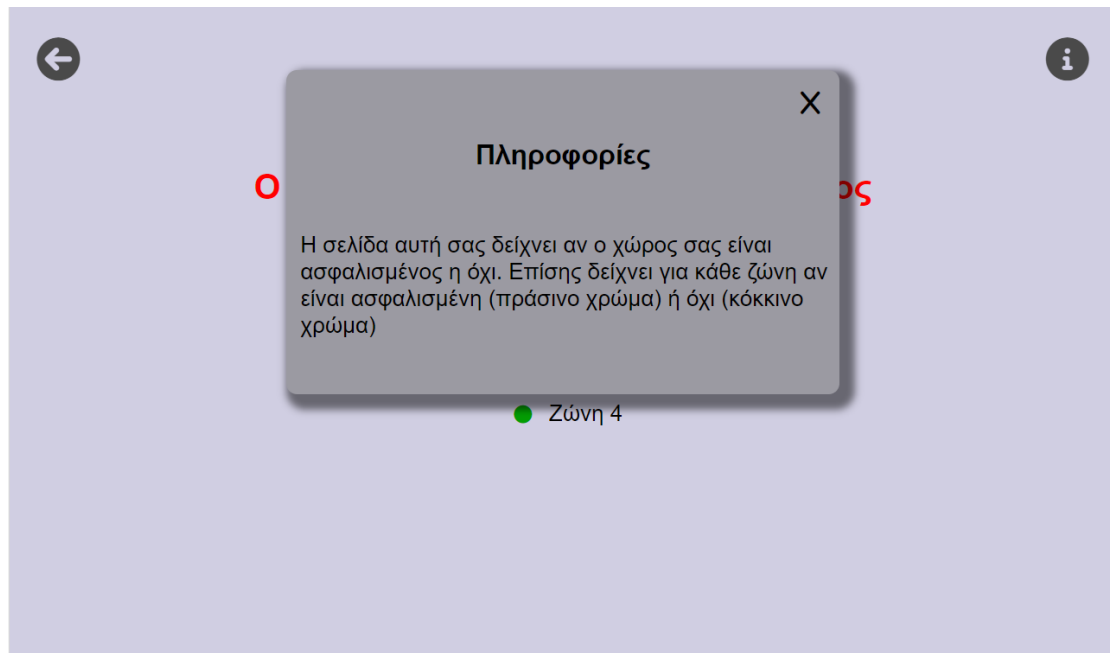 Πληροφορίες
Ο ος
Η σελίδα αυτή σας δείχνει αν ο χώρος σας είναι
ασφαλισμένος η όχι. Επίσης δείχνει για κάθε ζώνη αν
είναι ασφαλισμένη (πράσινο χρώμα) ή όχι (κόκκινο
χρώμα)
Ζώνη 4